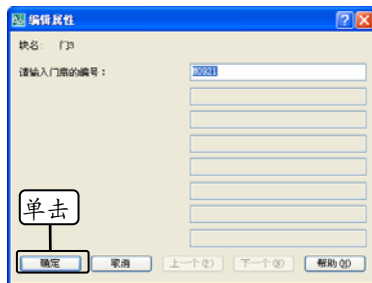 编辑属性
块名: 门3
请输入门扇的编号:
M0921
单击
确定 取消 上一个(P) 下一个(N) 帮助(H)